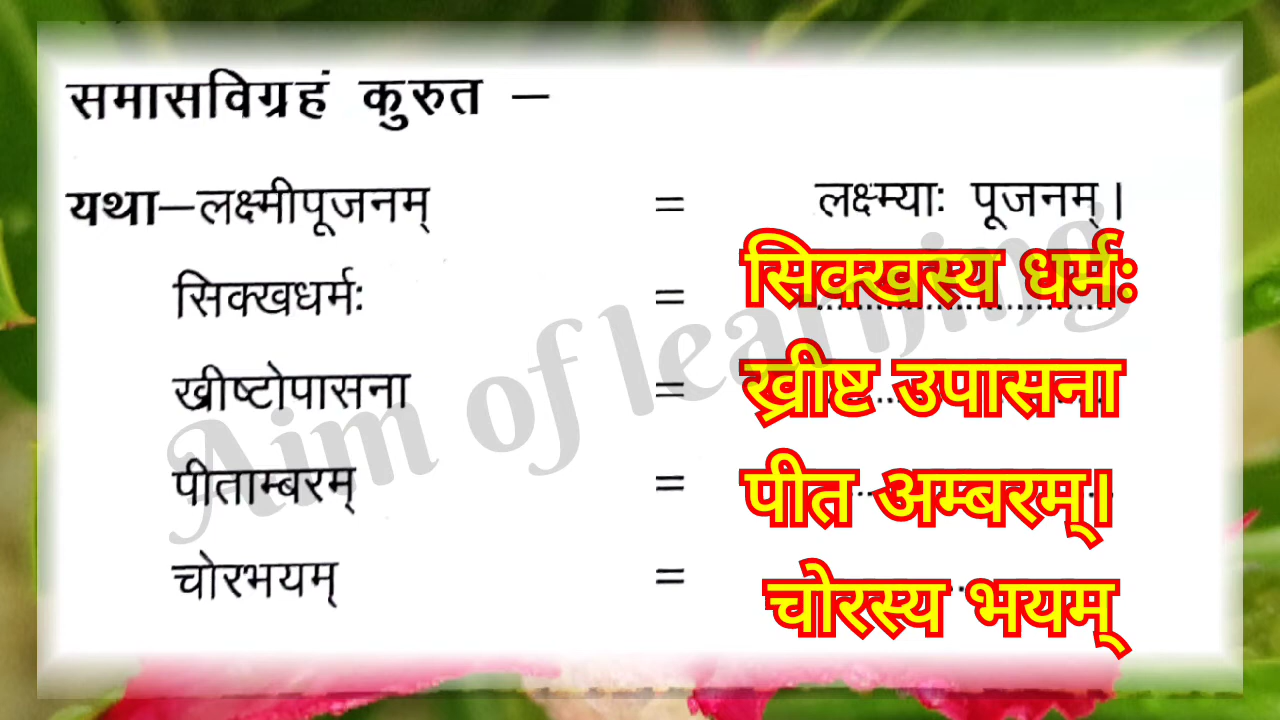 समासविग्रहं कुरुत –
यथा–लक्ष्मीपूजनम् = लक्ष्म्याः पूजनम्।
सिक्खधर्मः = सिक्खस्य धर्मः
ख्रीष्टोपासना = ख्रीष्ट उपासना
पीताम्बरम् = पीत अम्बरम्।
चोरभयम् = चोरस्य भयम्
Aim of learning